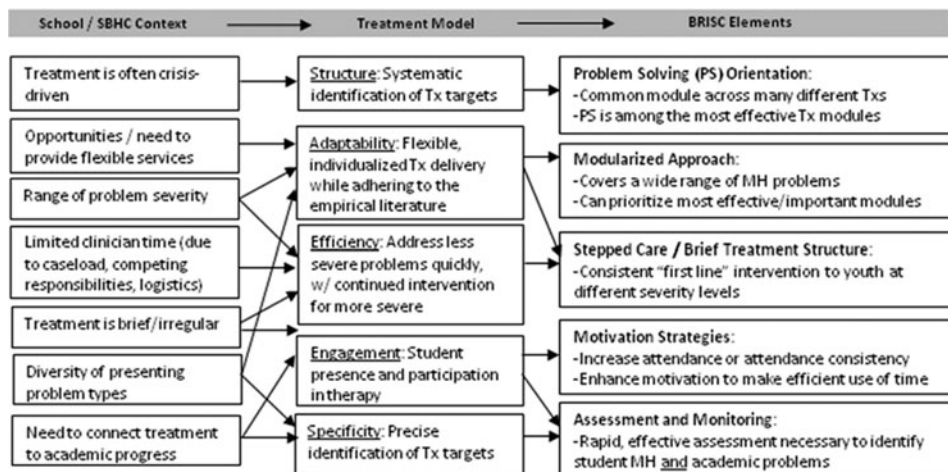 School / SBHC Context
Treatment Model
BRISC Elements
Treatment is often crisis-
driven
Opportunities / need to
provide flexible services
Range of problem severity
Limited clinician time (due
to caseload, competing
responsibilities, logistics)
Treatment is brief/irregular
Diversity of presenting
problem types
Need to connect treatment
to academic progress
Structure: Systematic
identification of Tx targets
Adaptability: Flexible,
individualized Tx delivery
while adhering to the
empirical literature
Efficiency: Address less
severe problems quickly,
w/ continued intervention
for more severe
Engagement: Student
presence and participation
in therapy
Specificity: Precise
identification of Tx targets
Problem Solving (PS) Orientation:
-Common module across many different Txs
-PS is among the most effective Tx modules
Modularized Approach:
-Covers a wide range of MH problems
-Can prioritize most effective/important modules
Stepped Care / Brief Treatment Structure:
-Consistent "first line" intervention to youth at
different severity levels
Motivation Strategies:
-Increase attendance or attendance consistency
-Enhance motivation to make efficient use of time
Assessment and Monitoring:
-Rapid, effective assessment necessary to identify
student MH and academic problems